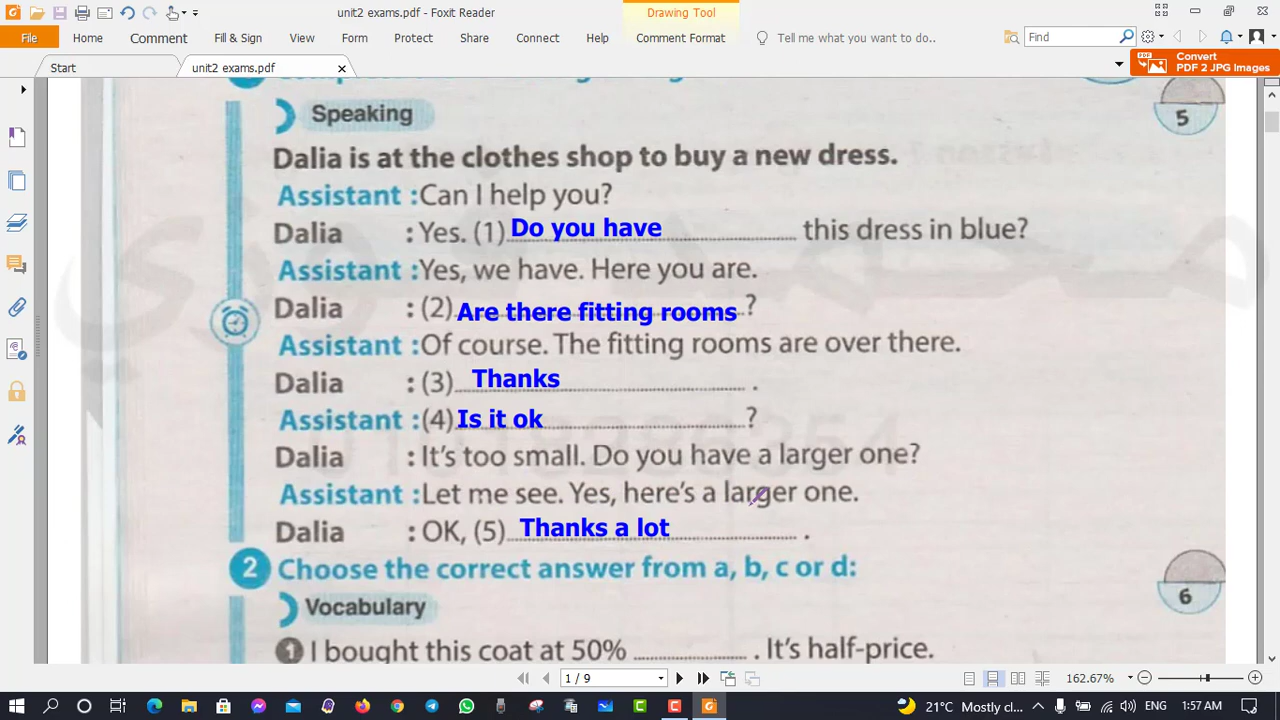 unit2 exams.pdf - Foxit Reader
Drawing Tool
File Home Comment Fill & Sign View Form Protect Share Connect Help Comment Format Tell me what you want to do.. Find
Start unit2 exams.pdf
Convert
PDF 2 JPG Images
Speaking
5
Dalia is at the clothes shop to buy a new dress.
Assistant : Can I help you?
Dalia : Yes. (1) Do you have this dress in blue?
Assistant : Yes, we have. Here you are.
Dalia : (2) Are there fitting rooms ?
Assistant : Of course. The fitting rooms are over there.
Dalia : (3) Thanks .
Assistant : (4) Is it ok ?
Dalia : It's too small. Do you have a larger one?
Assistant : Let me see. Yes, here's a larger one.
Dalia : OK, (5) Thanks a lot .
2 Choose the correct answer from a, b, c or d:
Vocabulary
6
1 I bought this coat at 50% ............ . It's half-price.
1 / 9
162.67%
21°C Mostly cl... ENG 1:57 AM